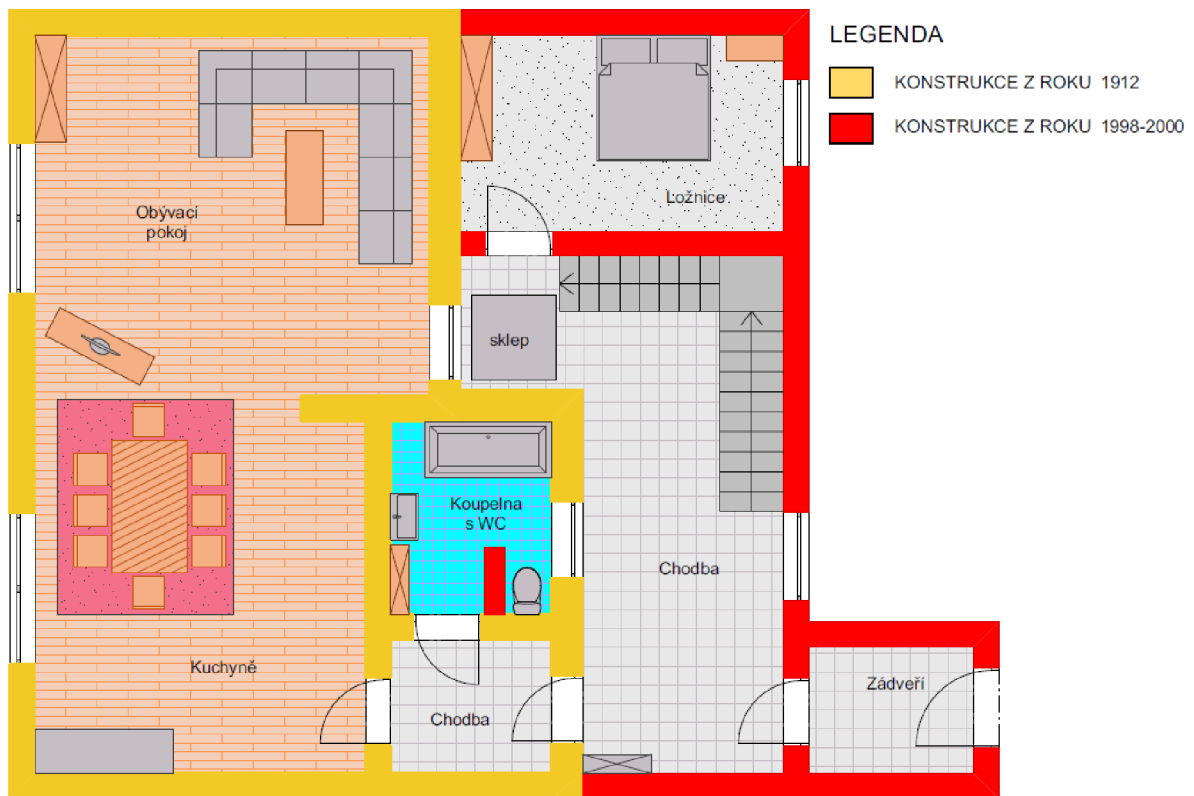 LEGENDA
KONSTRUKCE Z ROKU 1912
KONSTRUKCE Z ROKU 1998-2000
Ložnice
Obývací
pokoj
sklep
Koupelna
s WC
Chodba
Kuchyně
Chodba
Zádveří